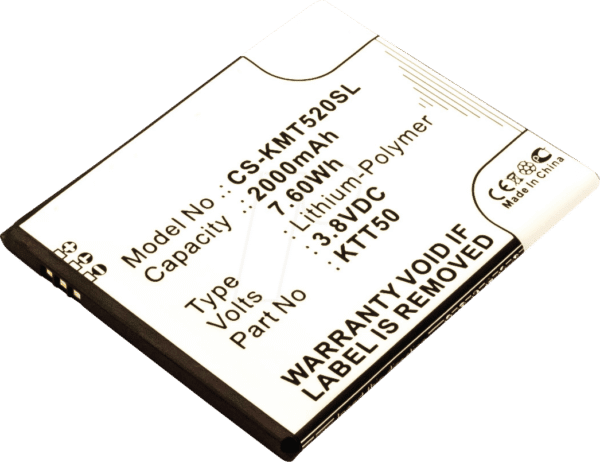 Model No : CS-KMT520SL
Capacity : 2000mAh
7.60Wh
Type : Lithium-Polymer
Volts : 3.8VDC
Part No : KTT50
WARRANTY VOID IF
LABEL IS REMOVED
CE
Made in China